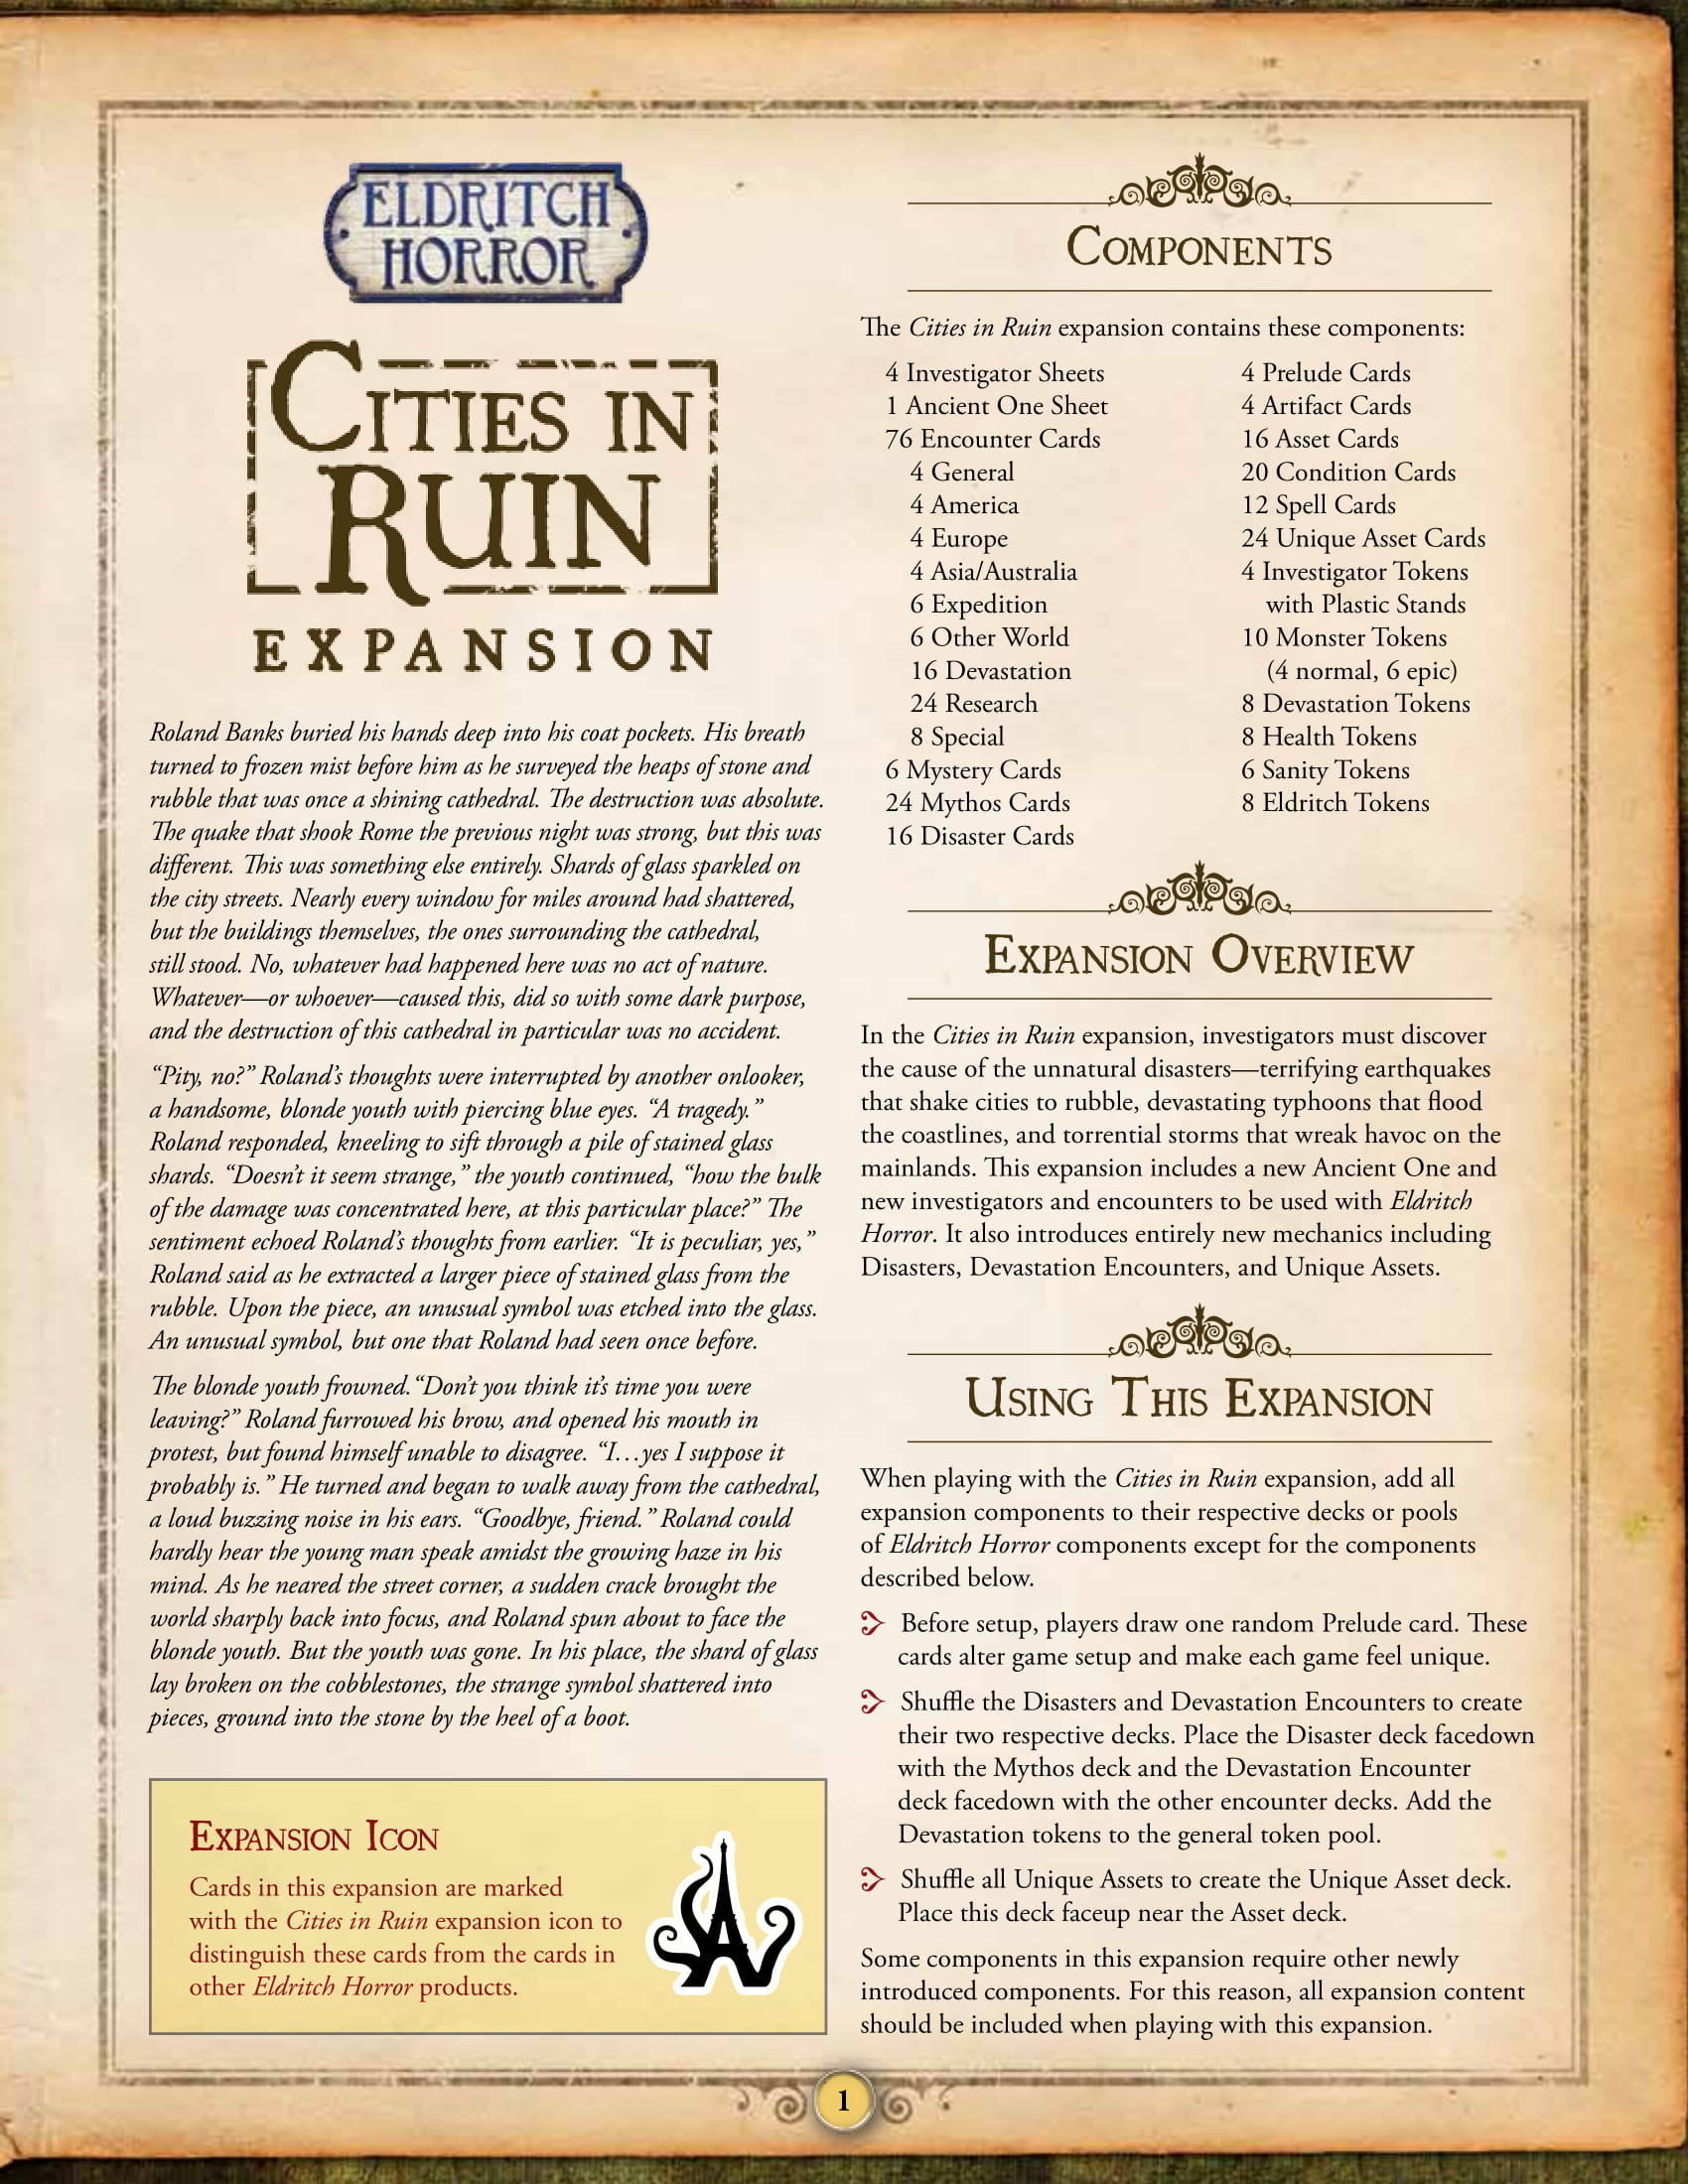 ELDRITCH
HORROR
CITIES IN
RUIN
EXPANSION
Roland Banks buried his hands deep into his coat pockets. His breath
turned to frozen mist before him as he surveyed the heaps of stone and
rubble that was once a shining cathedral. The destruction was absolute.
The quake that shook Rome the previous night was strong, but this was
different. This was something else entirely. Shards of glass sparkled on
the city streets. Nearly every window for miles around had shattered,
but the buildings themselves, the ones surrounding the cathedral,
still stood. No, whatever had happened here was no act of nature.
Whatever—or whoever—caused this, did so with some dark purpose,
and the destruction of this cathedral in particular was no accident.
“Pity, no?” Roland’s thoughts were interrupted by another onlooker,
a handsome, blonde youth with piercing blue eyes. “A tragedy.”
Roland responded, kneeling to sift through a pile of stained glass
shards. “Doesn’t it seem strange,” the youth continued, “how the bulk
of the damage was concentrated here, at this particular place?” The
sentiment echoed Roland’s thoughts from earlier. “It is peculiar, yes,”
Roland said as he extracted a larger piece of stained glass from the
rubble. Upon the piece, an unusual symbol was etched into the glass.
An unusual symbol, but one that Roland had seen once before.
The blonde youth frowned.“Don’t you think it’s time you were
leaving?” Roland furrowed his brow, and opened his mouth in
protest, but found himself unable to disagree. “I…yes I suppose it
probably is.” He turned and began to walk away from the cathedral,
a loud buzzing noise in his ears. “Goodbye, friend.” Roland could
hardly hear the young man speak amidst the growing haze in his
mind. As he neared the street corner, a sudden crack brought the
world sharply back into focus, and Roland spun about to face the
blonde youth. But the youth was gone. In his place, the shard of glass
lay broken on the cobblestones, the strange symbol shattered into
pieces, ground into the stone by the heel of a boot.
EXPANSION ICON
Cards in this expansion are marked
with the Cities in Ruin expansion icon to
distinguish these cards from the cards in
other Eldritch Horror products.
COMPONENTS
The Cities in Ruin expansion contains these components:
4 Investigator Sheets
1 Ancient One Sheet
76 Encounter Cards
4 General
4 America
4 Europe
4 Asia/Australia
6 Expedition
6 Other World
16 Devastation
24 Research
8 Special
6 Mystery Cards
24 Mythos Cards
16 Disaster Cards
4 Prelude Cards
4 Artifact Cards
16 Asset Cards
20 Condition Cards
12 Spell Cards
24 Unique Asset Cards
4 Investigator Tokens
with Plastic Stands
10 Monster Tokens
(4 normal, 6 epic)
8 Devastation Tokens
8 Health Tokens
6 Sanity Tokens
8 Eldritch Tokens
EXPANSION OVERVIEW
In the Cities in Ruin expansion, investigators must discover
the cause of the unnatural disasters—terrifying earthquakes
that shake cities to rubble, devastating typhoons that flood
the coastlines, and torrential storms that wreak havoc on the
mainlands. This expansion includes a new Ancient One and
new investigators and encounters to be used with Eldritch
Horror. It also introduces entirely new mechanics including
Disasters, Devastation Encounters, and Unique Assets.
USING THIS EXPANSION
When playing with the Cities in Ruin expansion, add all
expansion components to their respective decks or pools
of Eldritch Horror components except for the components
described below.
Before setup, players draw one random Prelude card. These
cards alter game setup and make each game feel unique.
Shuffle the Disasters and Devastation Encounters to create
their two respective decks. Place the Disaster deck facedown
with the Mythos deck and the Devastation Encounter
deck facedown with the other encounter decks. Add the
Devastation tokens to the general token pool.
Shuffle all Unique Assets to create the Unique Asset deck.
Place this deck faceup near the Asset deck.
Some components in this expansion require other newly
introduced components. For this reason, all expansion content
should be included when playing with this expansion.
1